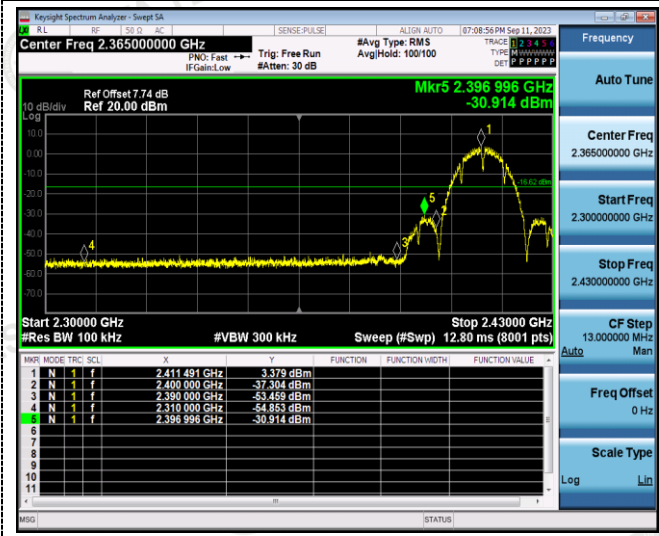 Keysight Spectrum Analyzer - Swept SA
RL RF 50 Ω AC SENSE:PULSE ALIGN AUTO 07:08:56 PM Sep 11, 2023
Center Freq 2.365000000 GHz #Avg Type: RMS TRACE 1 2 3 4 5 6
PNO: Fast Trig: Free Run Avg|Hold: 100/100 TYPE M WWWWW
IFGain:Low #Atten: 30 dB DET P P P P P P
Mkr5 2.396 996 GHz
Ref Offset 7.74 dB
10 dB/div Ref 20.00 dBm -30.914 dBm
Log
10.0
0.00
-10.0
-20.0
-30.0
-40.0
-50.0
-60.0
-70.0
1
-16.62 dBm
5
2
3
4
Start 2.30000 GHz Stop 2.43000 GHz
#Res BW 100 kHz #VBW 300 kHz Sweep (#Swp) 12.80 ms (8001 pts)
MKR MODE TRC SCL X Y FUNCTION FUNCTION WIDTH FUNCTION VALUE
1 N 1 f 2.411 491 GHz 3.379 dBm
2 N 1 f 2.400 000 GHz -37.304 dBm
3 N 1 f 2.390 000 GHz -53.459 dBm
4 N 1 f 2.310 000 GHz -54.853 dBm
5 N 1 f 2.396 996 GHz -30.914 dBm
6
7
8
9
10
11
MSG STATUS
Frequency
Auto Tune
Center Freq
2.365000000 GHz
Start Freq
2.300000000 GHz
Stop Freq
2.430000000 GHz
CF Step
13.000000 MHz
Auto Man
Freq Offset
0 Hz
Scale Type
Log Lin